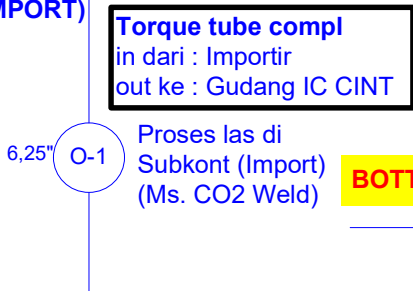 MPORT)
Torque tube compl
in dari : Importir
out ke : Gudang IC CINT
6,25"
O-1
Proses las di
Subkont (Import)
(Ms. CO2 Weld)
BOTT